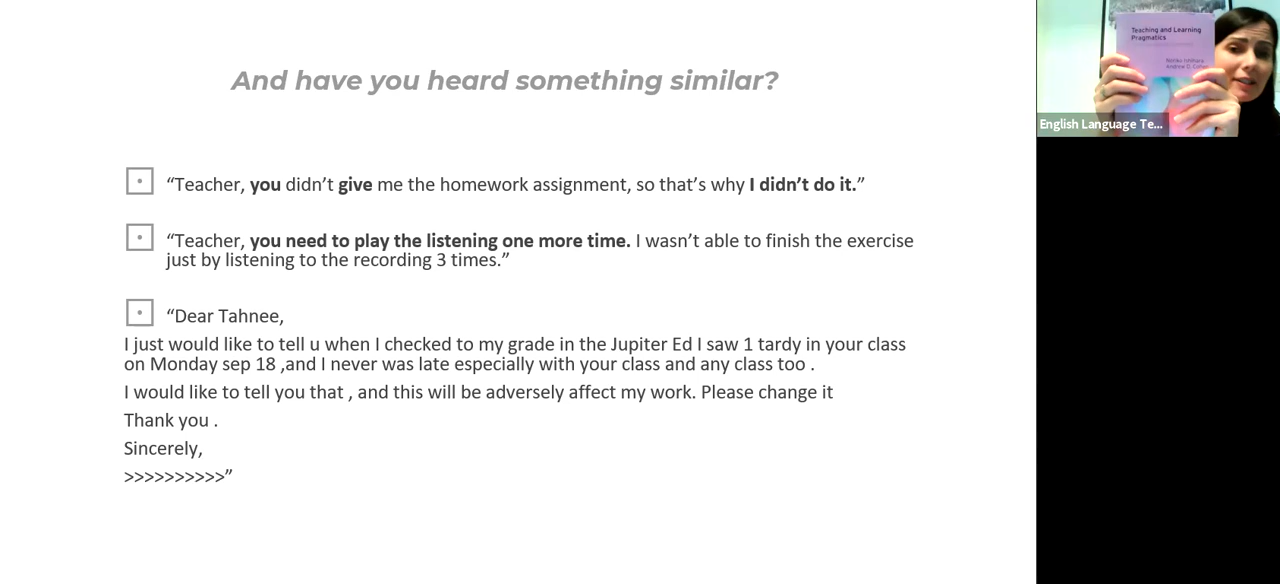 And have you heard something similar?
“Teacher, you didn’t give me the homework assignment, so that’s why I didn’t do it.”
“Teacher, you need to play the listening one more time. I wasn’t able to finish the exercise
just by listening to the recording 3 times.”
“Dear Tahnee,
I just would like to tell u when I checked to my grade in the Jupiter Ed I saw 1 tardy in your class
on Monday sep 18 ,and I never was late especially with your class and any class too .
I would like to tell you that , and this will be adversely affect my work. Please change it
Thank you .
Sincerely,
>>>>>>>>>>”
Teaching and Learning
Pragmatics
Andrew D. Cohen
English Language Te...